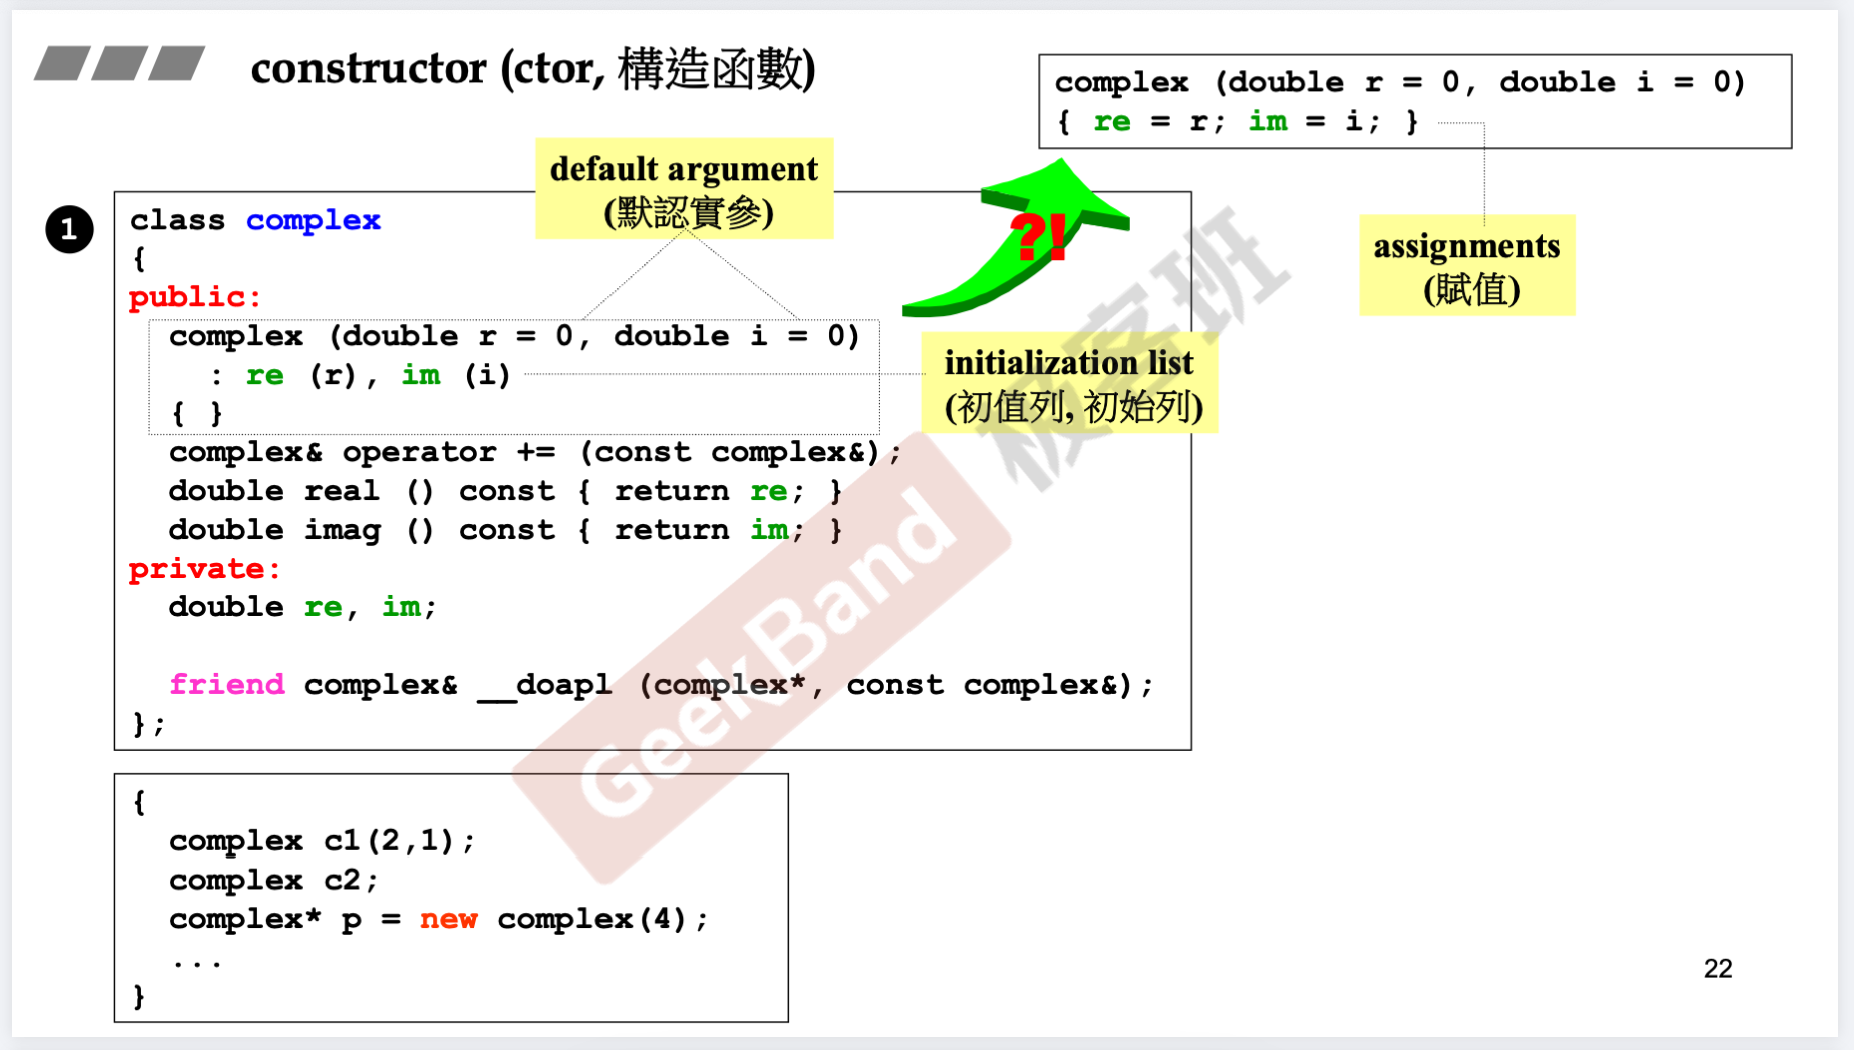 constructor (ctor, 構造函數)
complex (double r = 0, double i = 0)
{ re = r; im = i; }
assignments
(賦值)
default argument
(默認實參)
?!
initialization list
(初值列, 初始列)
1
class complex
{
public:
complex (double r = 0, double i = 0)
: re (r), im (i)
{ }
complex& operator += (const complex&);
double real () const { return re; }
double imag () const { return im; }
private:
double re, im;
friend complex& __doapl (complex*, const complex&);
};
{
complex c1(2,1);
complex c2;
complex* p = new complex(4);
...
}
GeekBand
极客班
22